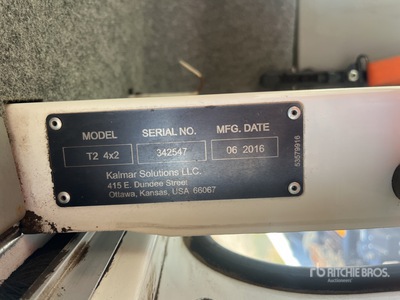 MODEL SERIAL NO. MFG. DATE
T2 4x2 342547 06 2016
Kalmar Solutions LLC.
415 E. Dundee Street
Ottawa, Kansas, USA 66067
53579916
rb RITCHIE BROS.
Auctioneers